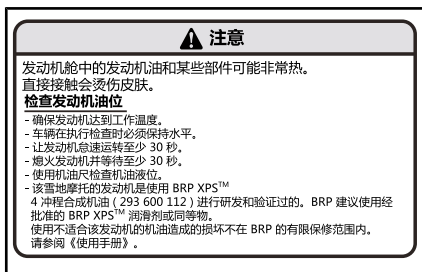 注意
发动机舱中的发动机油和某些部件可能非常热。
直接接触会烫伤皮肤。
检查发动机油位
- 确保发动机达到工作温度。
- 车辆在执行检查时必须保持水平。
- 让发动机怠速运转至少 30 秒。
- 熄火发动机并等待至少 30 秒。
- 使用机油尺检查机油液位。
- 该雪地摩托的发动机是使用 BRP XPS™
4 冲程合成机油 ( 293 600 112 ) 进行研发和验证过的。BRP 建议使用经
批准的 BRP XPS™ 润滑剂或同等物。
使用不适合该发动机的机油造成的损坏不在 BRP 的有限保修范围内。
请参阅《使用手册》。